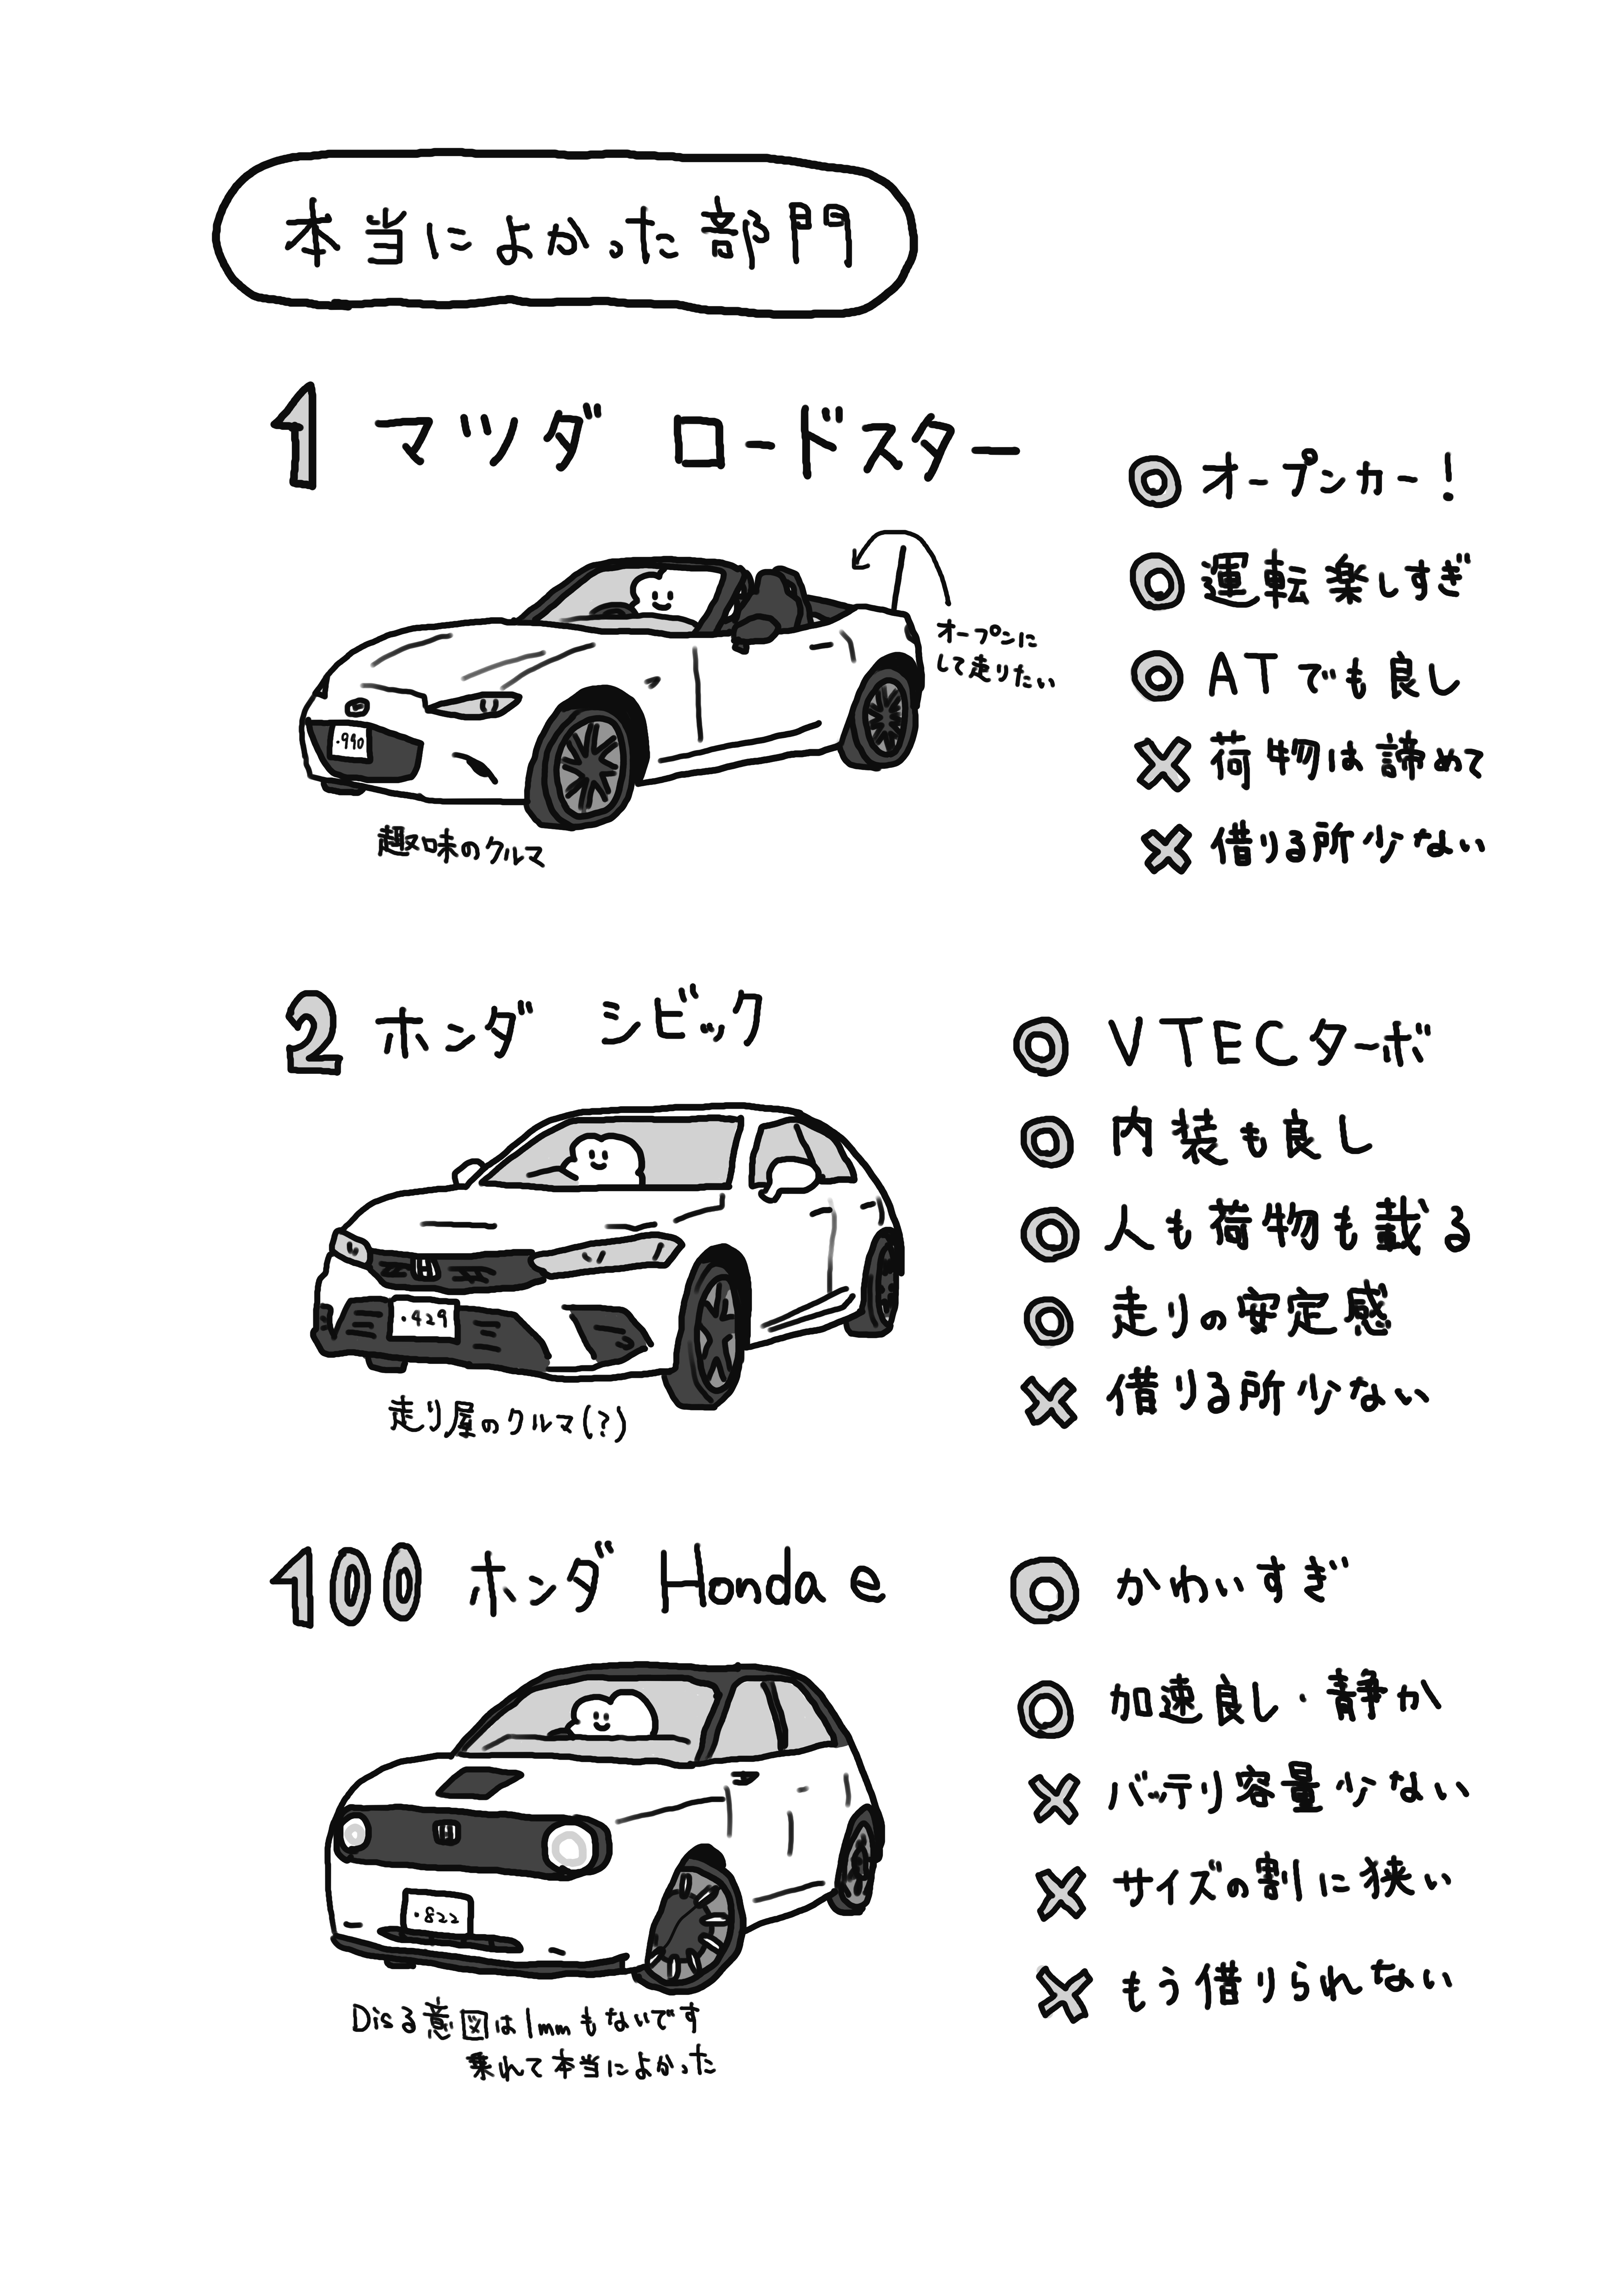 本当によかった部門
1 マツダ ロードスター
◎ オープンカー!
◎ 運転楽しすぎ
◎ ATでも良し
× 荷物は諦めて
× 借りる所少ない
オープンに
して走りたい
・990
趣味のクルマ
2 ホンダ シビック
◎ VTECターボ
◎ 内装も良し
◎ 人も荷物も載る
◎ 走りの安定感
× 借りる所少ない
H
・429
走り屋のクルマ(?)
100 ホンダ Honda e
◎ かわいすぎ
◎ 加速良し・静か
× バッテリ容量少ない
× サイズの割に狭い
× もう借りられない
H
・822
Disる意図は1mmもないです
乗れて本当によかった